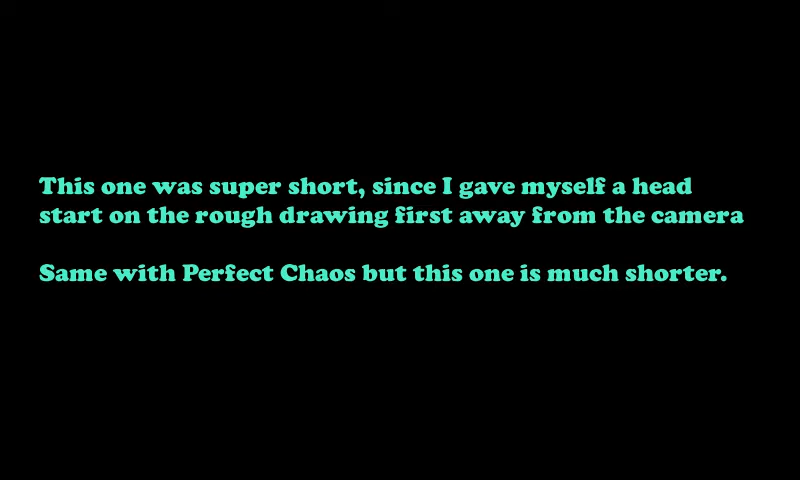 This one was super short, since I gave myself a head
start on the rough drawing first away from the camera
Same with Perfect Chaos but this one is much shorter.